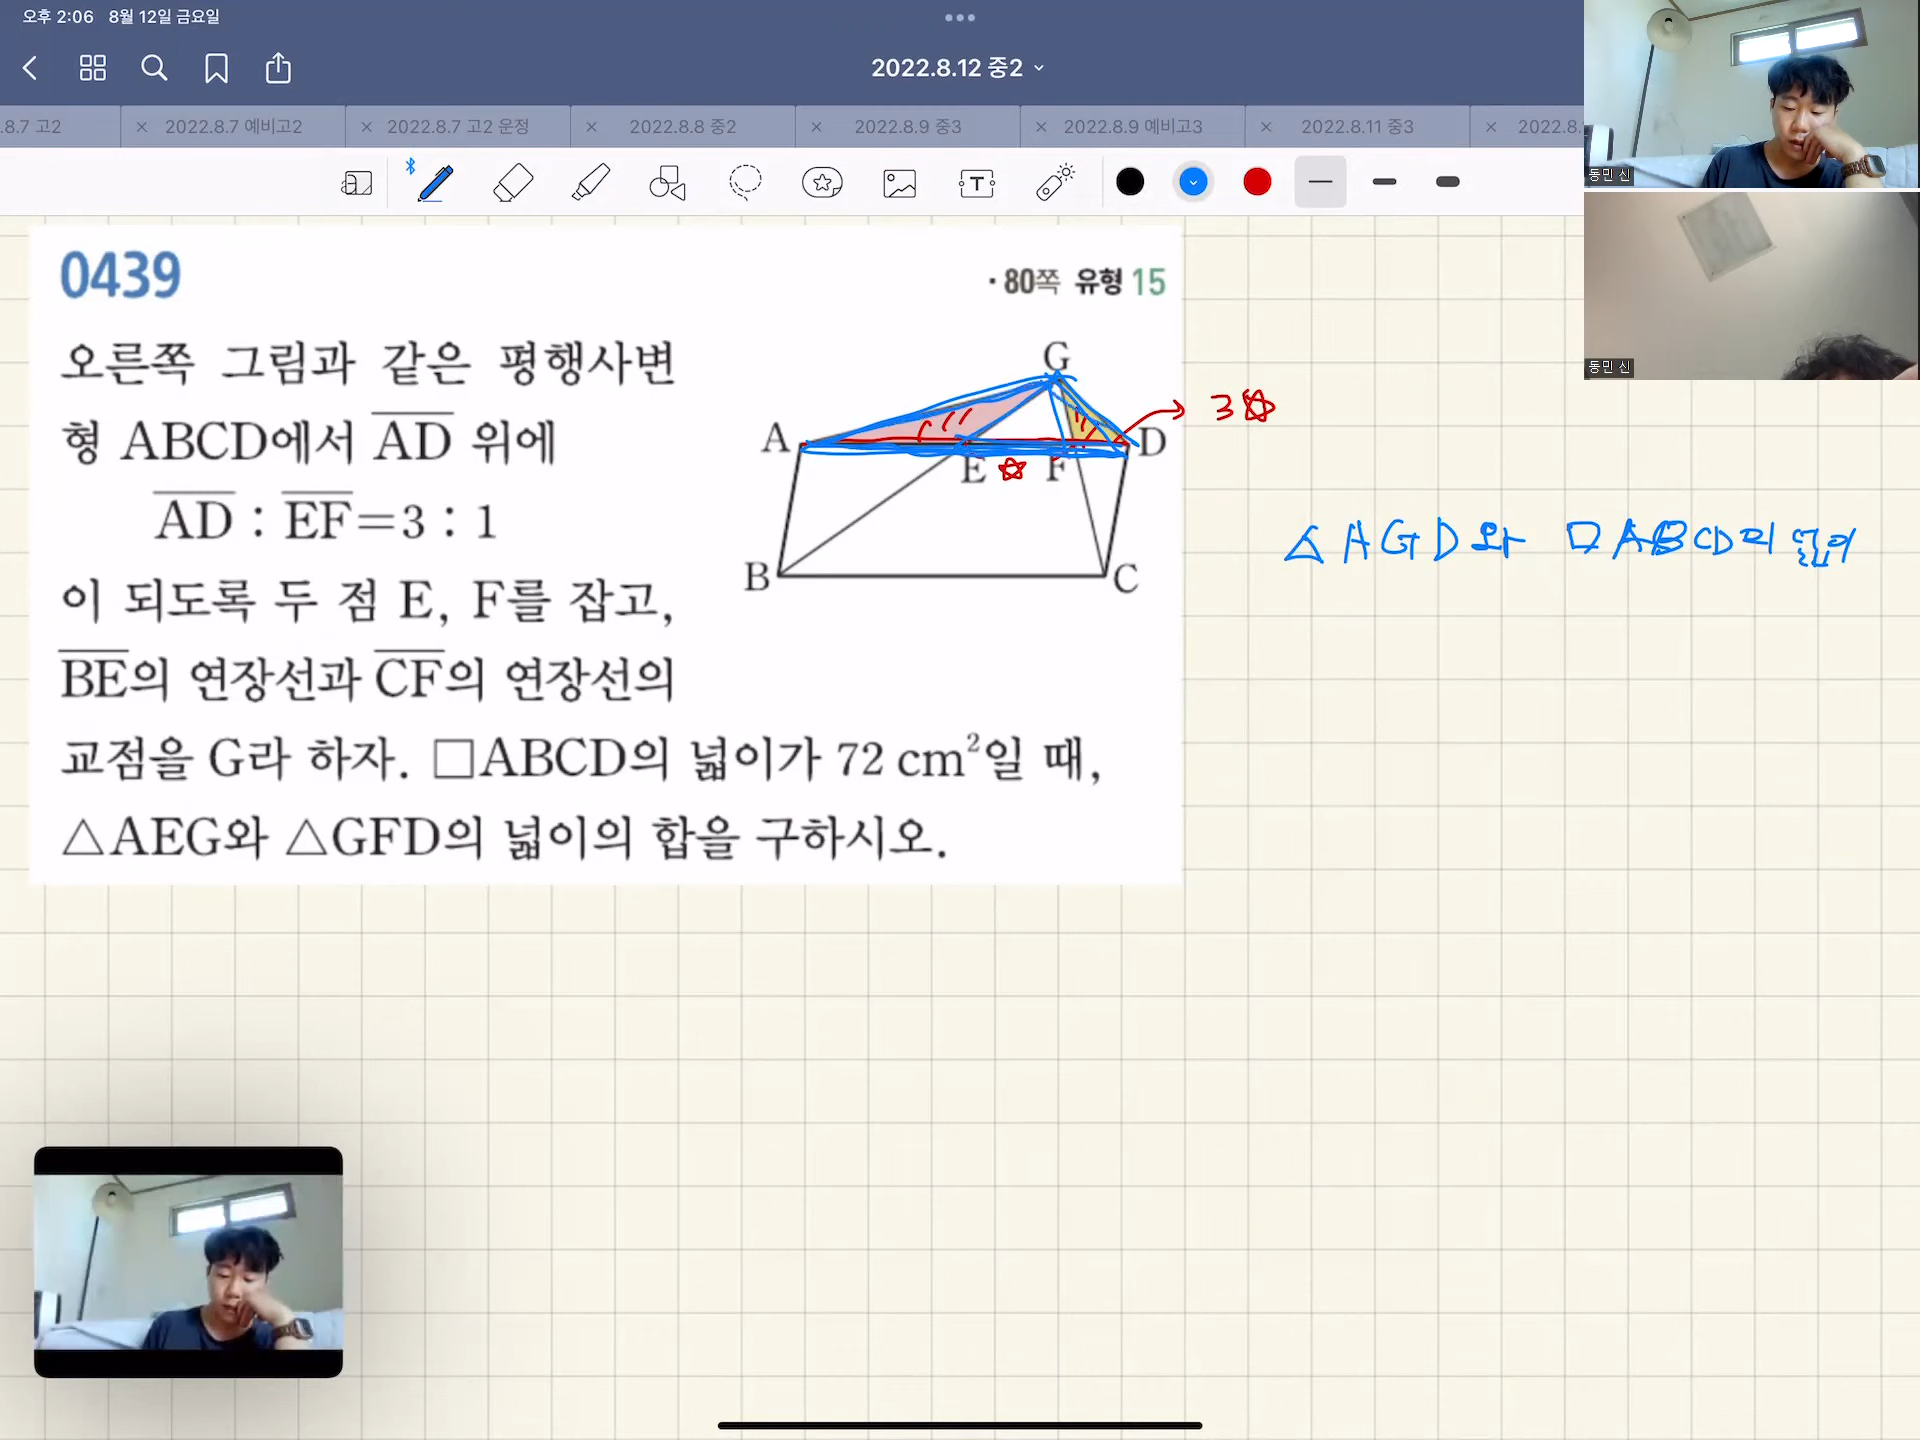 오후 2:06 8월 12일 금요일
2022.8.12 중2
.8.7 고2
2022.8.7 예비고2
2022.8.7 고2 운정
2022.8.8 중2
2022.8.9 중3
2022.8.9 예비고3
2022.8.11 중3
2022.8.
동민 신
동민 신
0439
· 80쪽 유형 15
오른쪽 그림과 같은 평행사변
형 ABCD에서 AD 위에
AD : EF=3 : 1
이 되도록 두 점 E, F를 잡고,
BE의 연장선과 CF의 연장선의
교점을 G라 하자. □ABCD의 넓이가 72 cm²일 때,
△AEG와 △GFD의 넓이의 합을 구하시오.
G
A
D
E ☆ F
B
C
3☆
△AGD와 □ABCD의 넓이